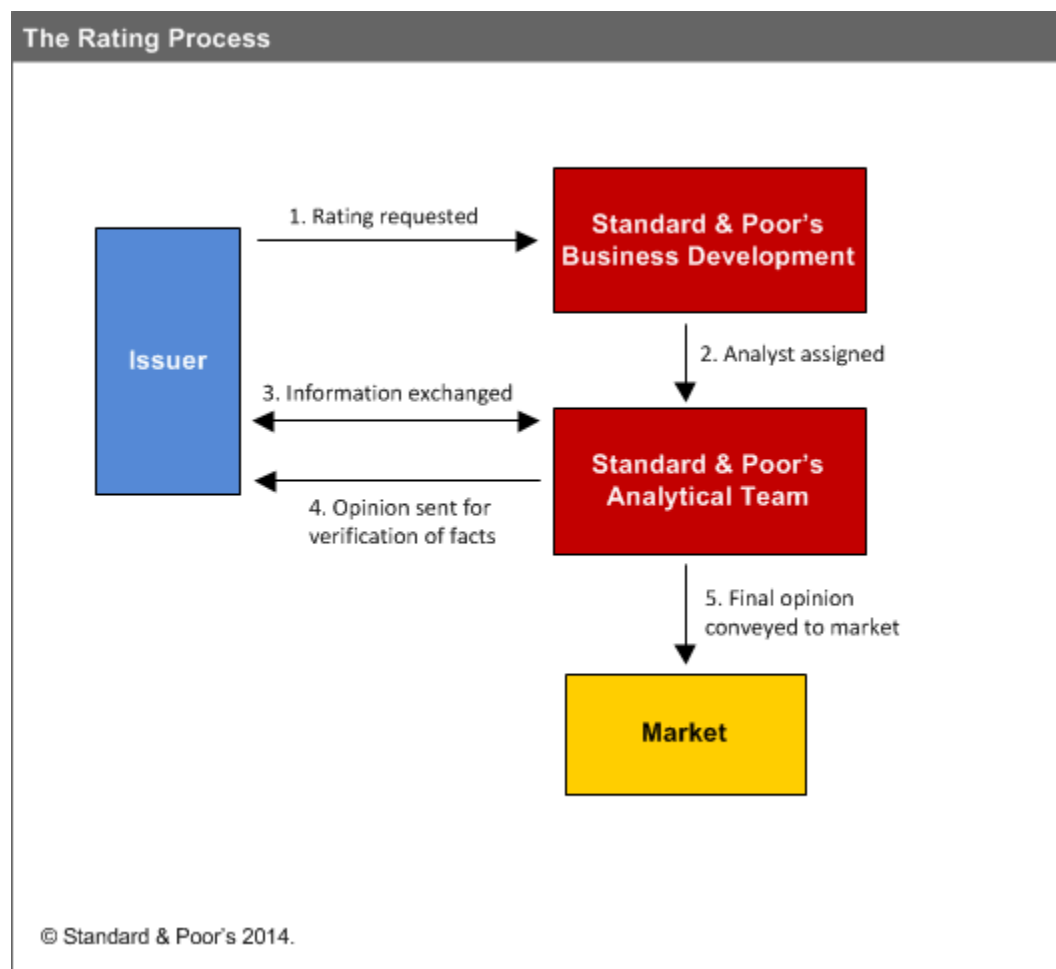 The Rating Process
1. Rating requested
Standard & Poor’s
Business Development
Issuer
2. Analyst assigned
3. Information exchanged
Standard & Poor’s
Analytical Team
4. Opinion sent for
verification of facts
5. Final opinion
conveyed to market
Market
© Standard & Poor’s 2014.